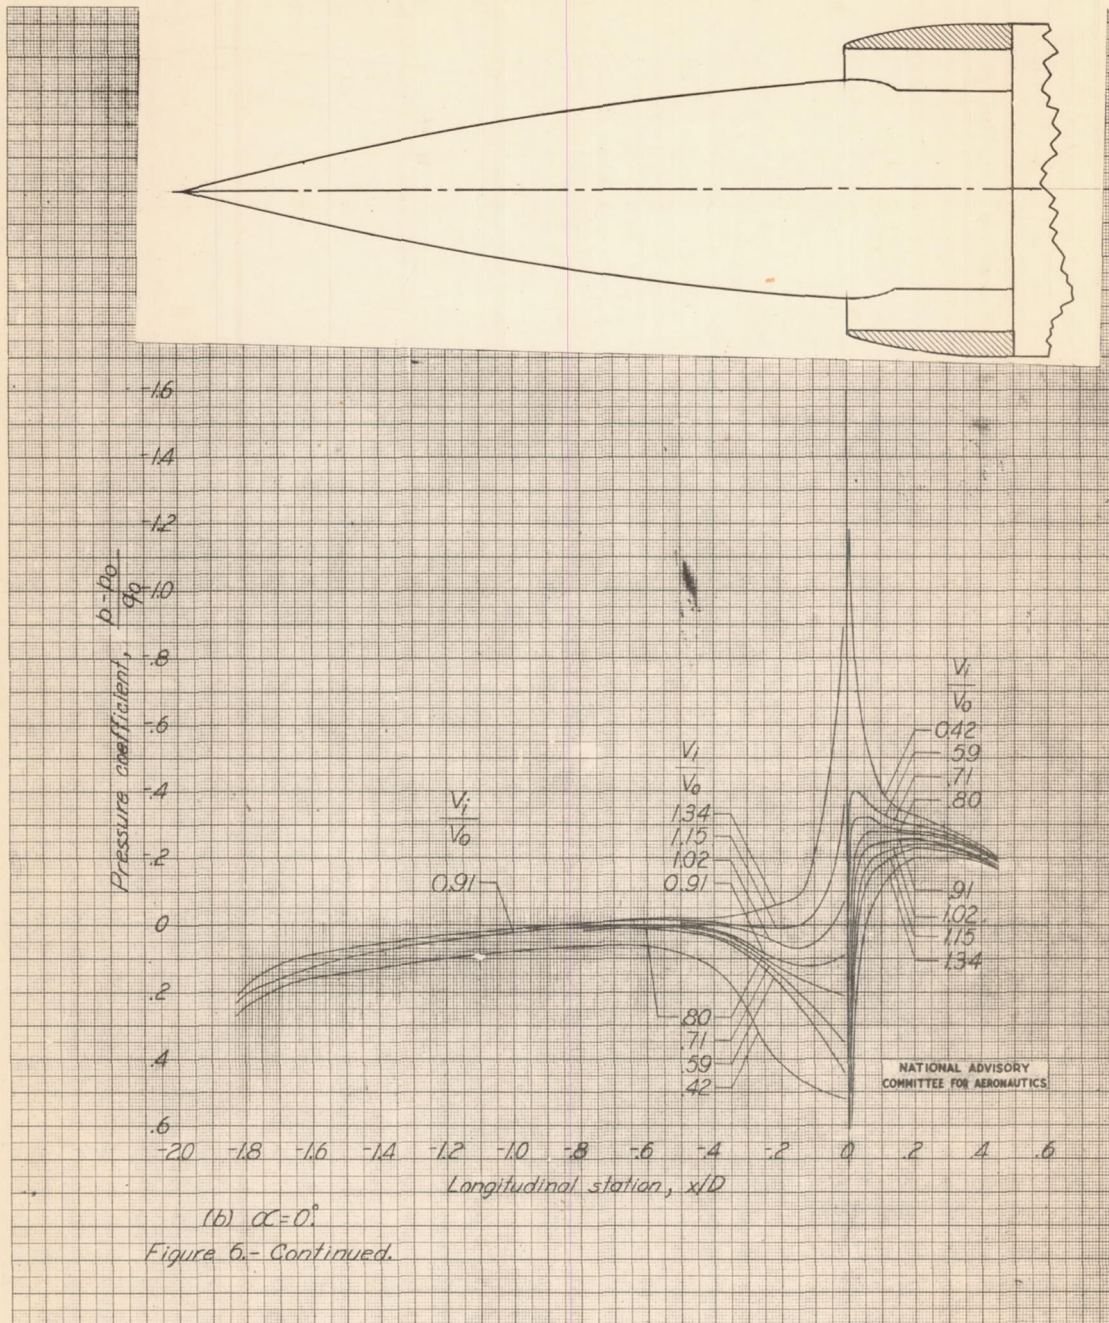 -1.6
-1.4
-1.2
-1.0
-.8
-.6
-.4
-.2
0
.2
.4
.6
Pressure coefficient, p-p₀/q₀
Vi/V₀
0.91
Vi/V₀
1.34
1.15
1.02
0.91
.80
.71
.59
.42
Vi/V₀
0.42
.59
.71
.80
.91
1.02
1.15
1.34
NATIONAL ADVISORY
COMMITTEE FOR AERONAUTICS
-2.0 -1.8 -1.6 -1.4 -1.2 -1.0 -.8 -.6 -.4 -.2 0 .2 .4 .6
Longitudinal station, x/D
(b) α=0°.
Figure 6.- Continued.